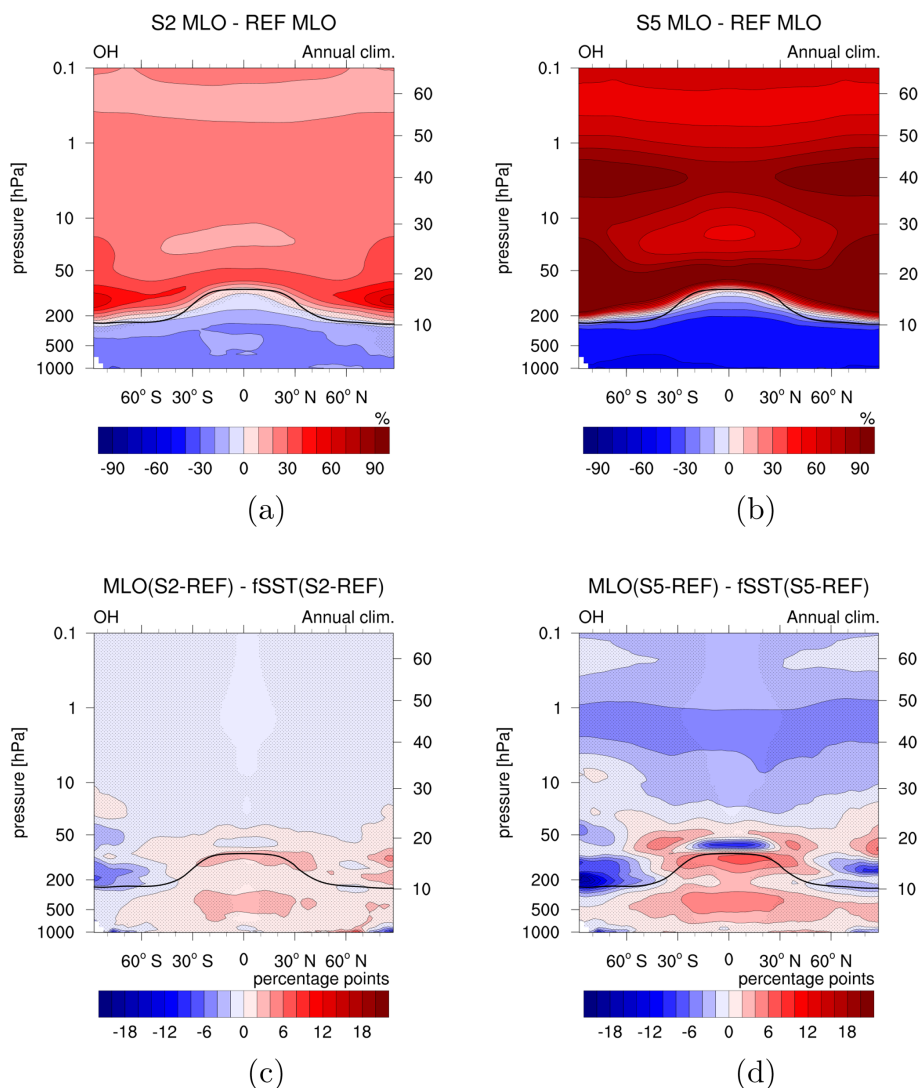 S2 MLO - REF MLO
OH Annual clim.
0.1
1
10
50
200
500
1000
pressure [hPa]
60
50
40
30
20
10
60° S 30° S 0 30° N 60° N
%
-90 -60 -30 0 30 60 90
(a)
S5 MLO - REF MLO
OH Annual clim.
0.1
1
10
50
200
500
1000
pressure [hPa]
60
50
40
30
20
10
60° S 30° S 0 30° N 60° N
%
-90 -60 -30 0 30 60 90
(b)
MLO(S2-REF) - fSST(S2-REF)
OH Annual clim.
0.1
1
10
50
200
500
1000
pressure [hPa]
60
50
40
30
20
10
60° S 30° S 0 30° N 60° N
percentage points
-18 -12 -6 0 6 12 18
(c)
MLO(S5-REF) - fSST(S5-REF)
OH Annual clim.
0.1
1
10
50
200
500
1000
pressure [hPa]
60
50
40
30
20
10
60° S 30° S 0 30° N 60° N
percentage points
-18 -12 -6 0 6 12 18
(d)